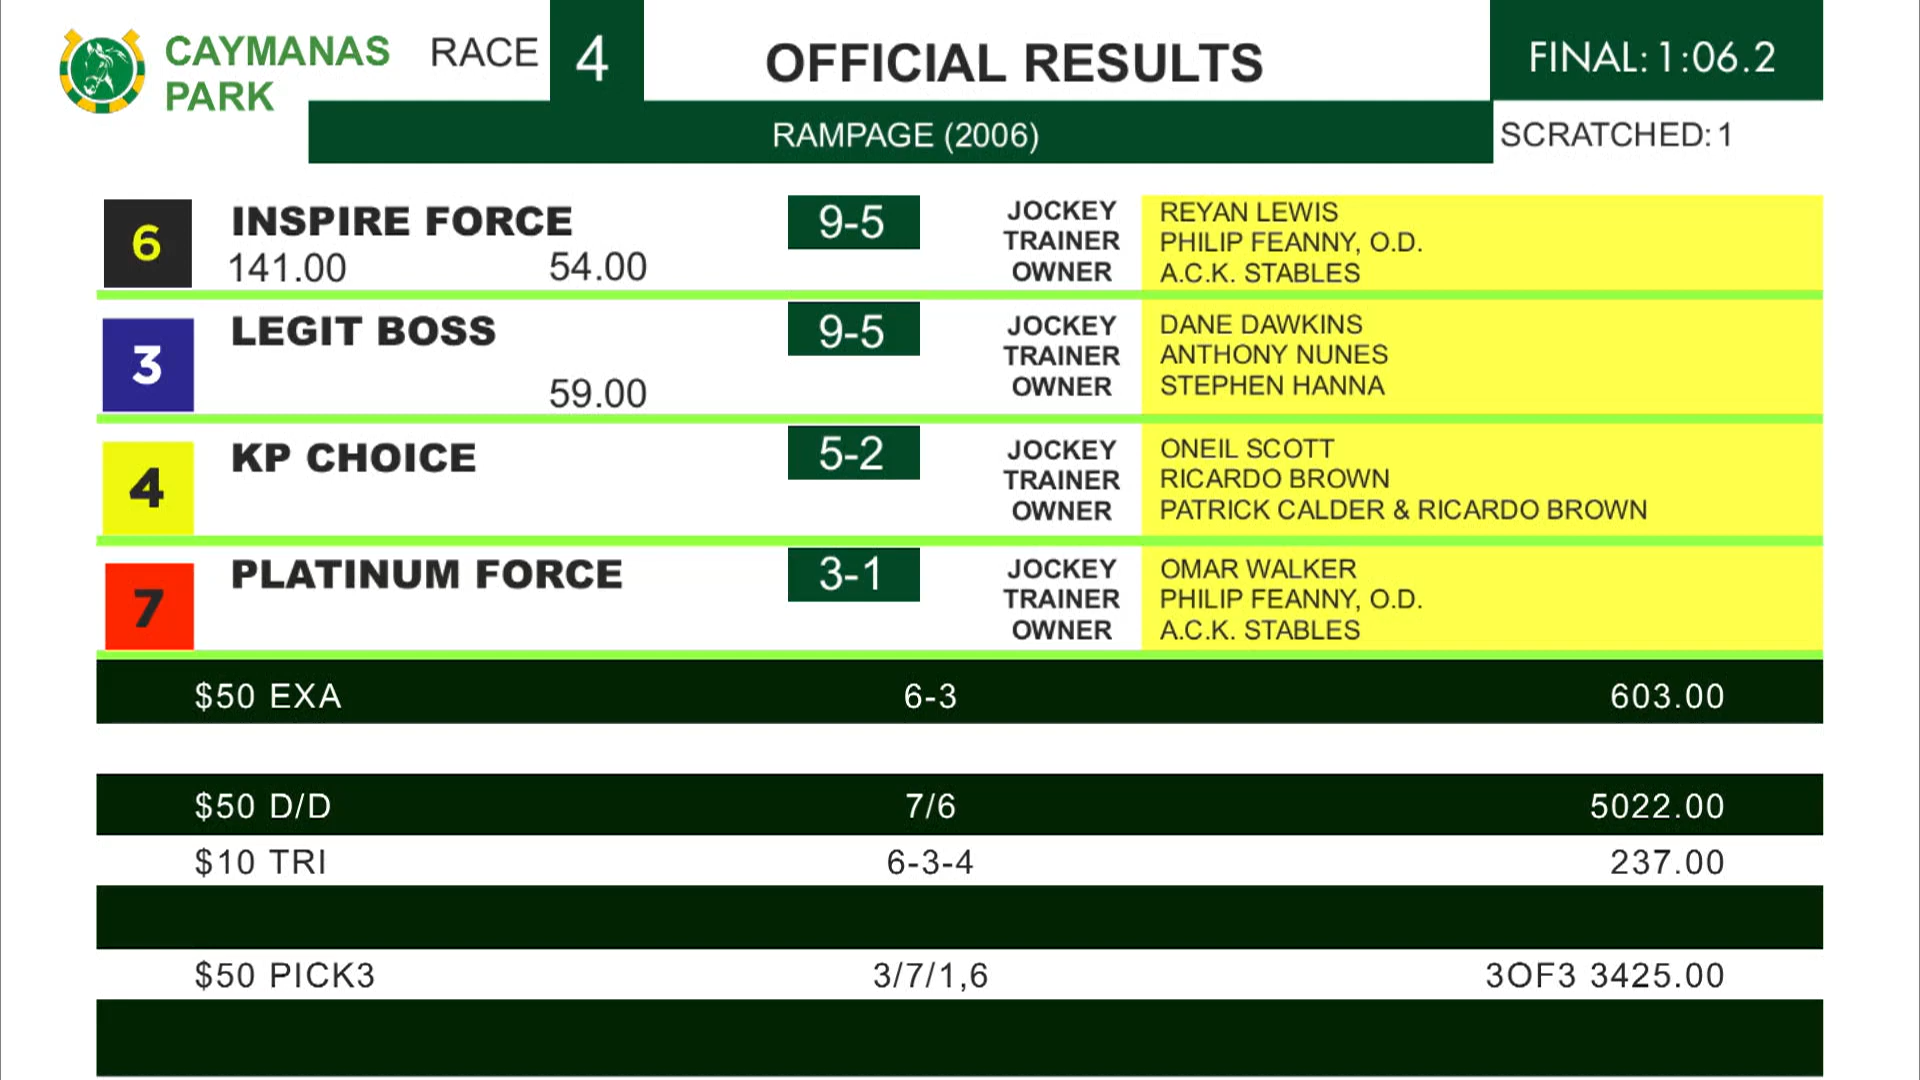 CAYMANAS
PARK
RACE 4
OFFICIAL RESULTS
FINAL: 1:06.2
RAMPAGE (2006)
SCRATCHED: 1
6 INSPIRE FORCE 9-5
141.00 54.00
JOCKEY REYAN LEWIS
TRAINER PHILIP FEANNY, O.D.
OWNER A.C.K. STABLES
3 LEGIT BOSS 9-5
59.00
JOCKEY DANE DAWKINS
TRAINER ANTHONY NUNES
OWNER STEPHEN HANNA
4 KP CHOICE 5-2
JOCKEY ONEIL SCOTT
TRAINER RICARDO BROWN
OWNER PATRICK CALDER & RICARDO BROWN
7 PLATINUM FORCE 3-1
JOCKEY OMAR WALKER
TRAINER PHILIP FEANNY, O.D.
OWNER A.C.K. STABLES
$50 EXA 6-3 603.00
$50 D/D 7/6 5022.00
$10 TRI 6-3-4 237.00
$50 PICK3 3/7/1,6 3OF3 3425.00